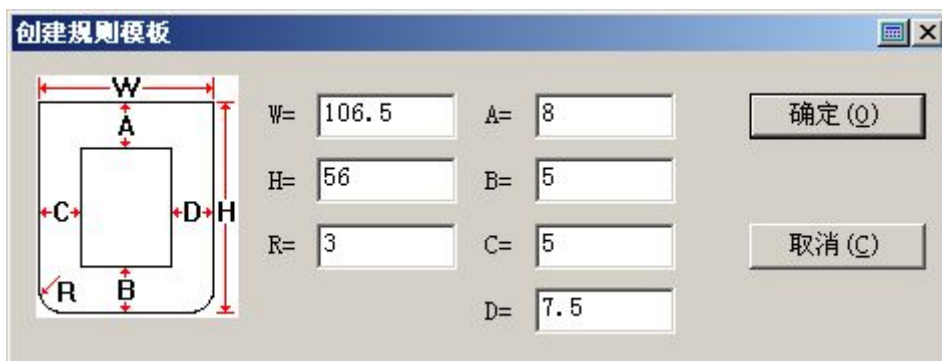 创建规则模板
W
A
C
D
H
R
B
W= 106.5
A= 8
确定(O)
H= 56
B= 5
R= 3
C= 5
取消(C)
D= 7.5